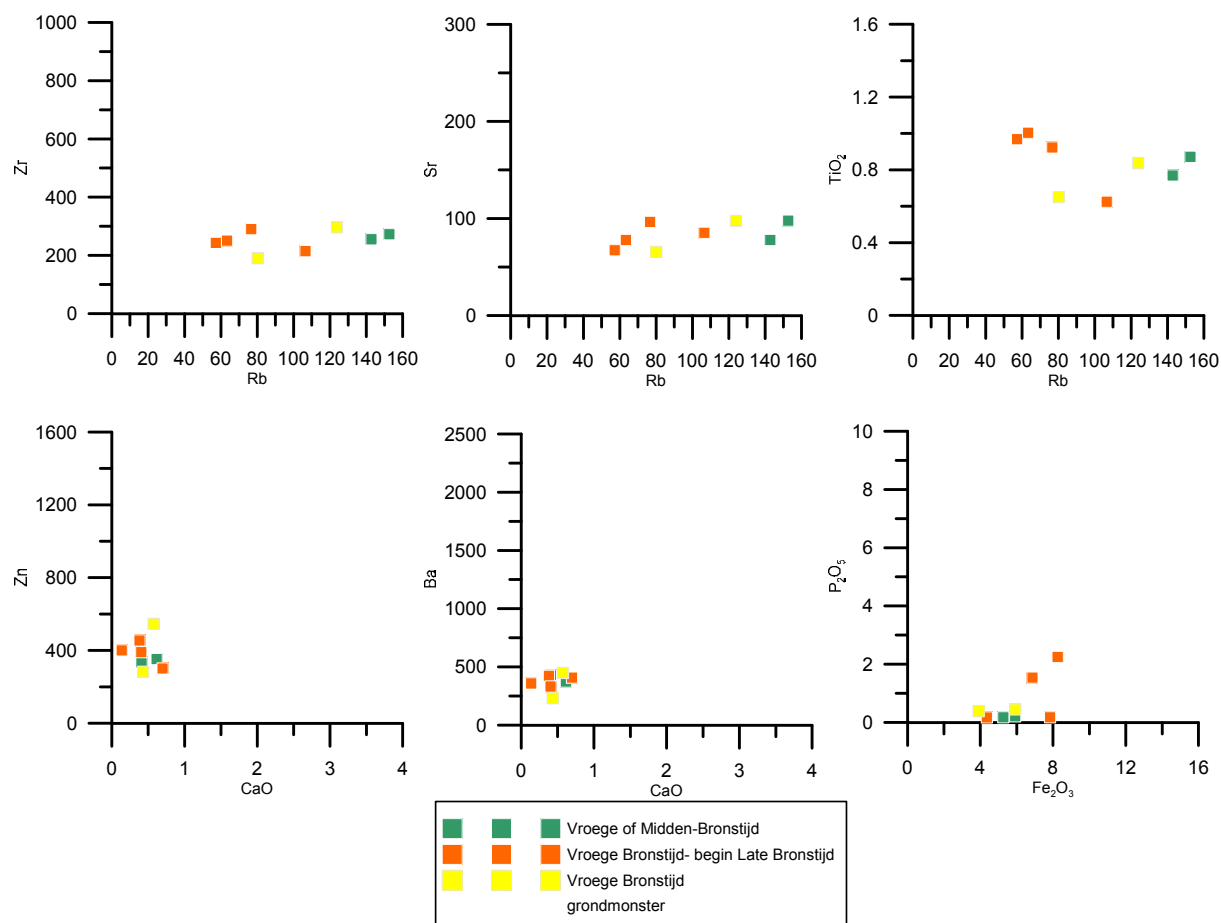 1000
800
600
400
200
0
Zr
0 20 40 60 80 100 120 140 160
Rb
300
200
100
0
Sr
0 20 40 60 80 100 120 140 160
Rb
1.6
1.2
0.8
0.4
0
TiO₂
0 20 40 60 80 100 120 140 160
Rb
1600
1200
800
400
0
Zn
0 1 2 3 4
CaO
2500
2000
1500
1000
500
0
Ba
0 1 2 3 4
CaO
10
8
6
4
2
0
P₂O₅
0 4 8 12 16
Fe₂O₃
Vroege of Midden-Bronstijd
Vroege Bronstijd- begin Late Bronstijd
Vroege Bronstijd
grondmonster